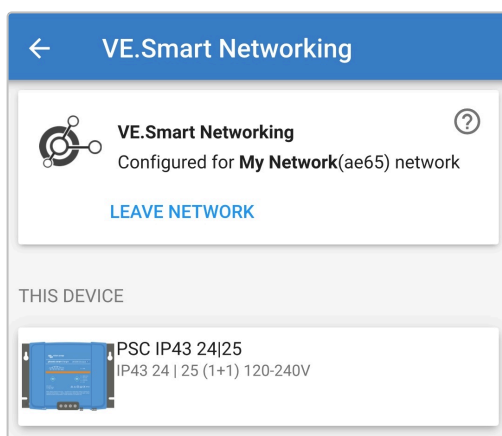 VE.Smart Networking
VE.Smart Networking
Configured for My Network(ae65) network
LEAVE NETWORK
THIS DEVICE
PSC IP43 24|25
IP43 24 | 25 (1+1) 120-240V